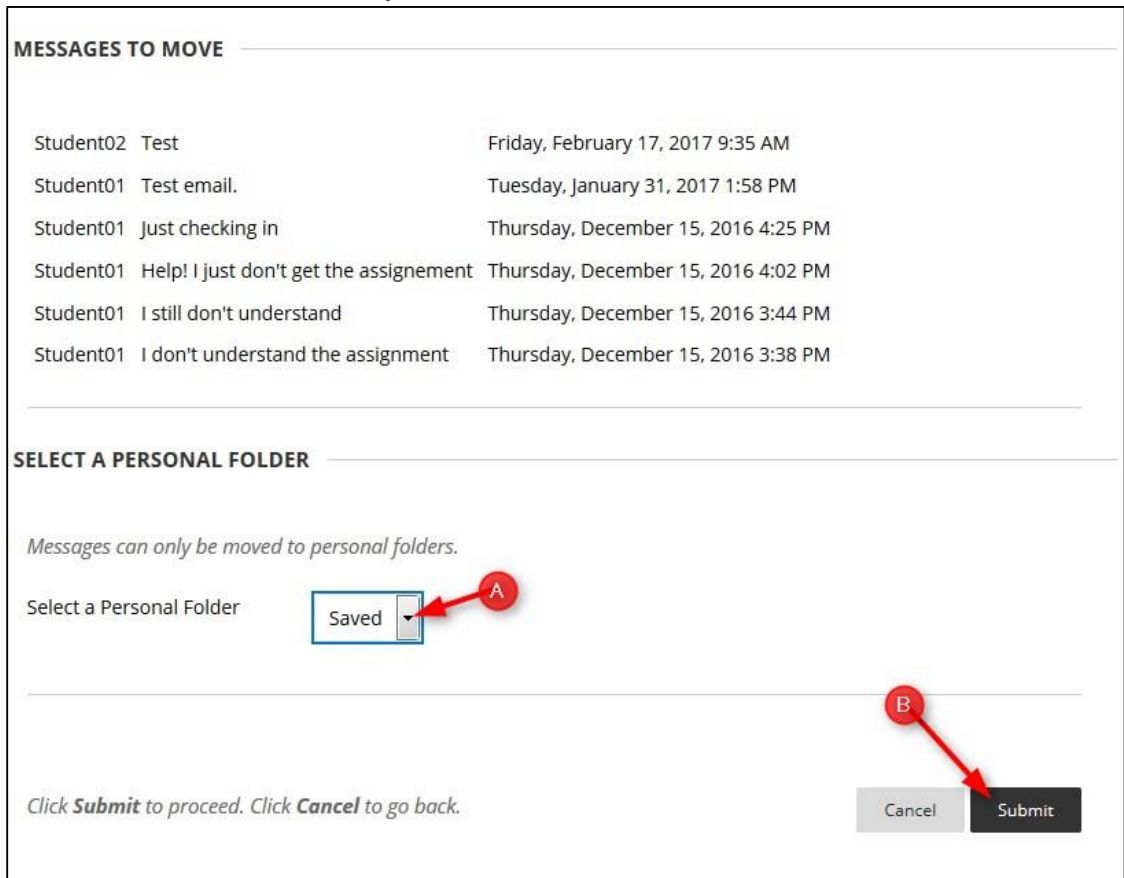 MESSAGES TO MOVE
Student02 Test Friday, February 17, 2017 9:35 AM
Student01 Test email. Tuesday, January 31, 2017 1:58 PM
Student01 Just checking in Thursday, December 15, 2016 4:25 PM
Student01 Help! I just don't get the assignement Thursday, December 15, 2016 4:02 PM
Student01 I still don't understand Thursday, December 15, 2016 3:44 PM
Student01 I don't understand the assignment Thursday, December 15, 2016 3:38 PM
SELECT A PERSONAL FOLDER
Messages can only be moved to personal folders.
Select a Personal Folder Saved A
B
Click Submit to proceed. Click Cancel to go back. Cancel Submit